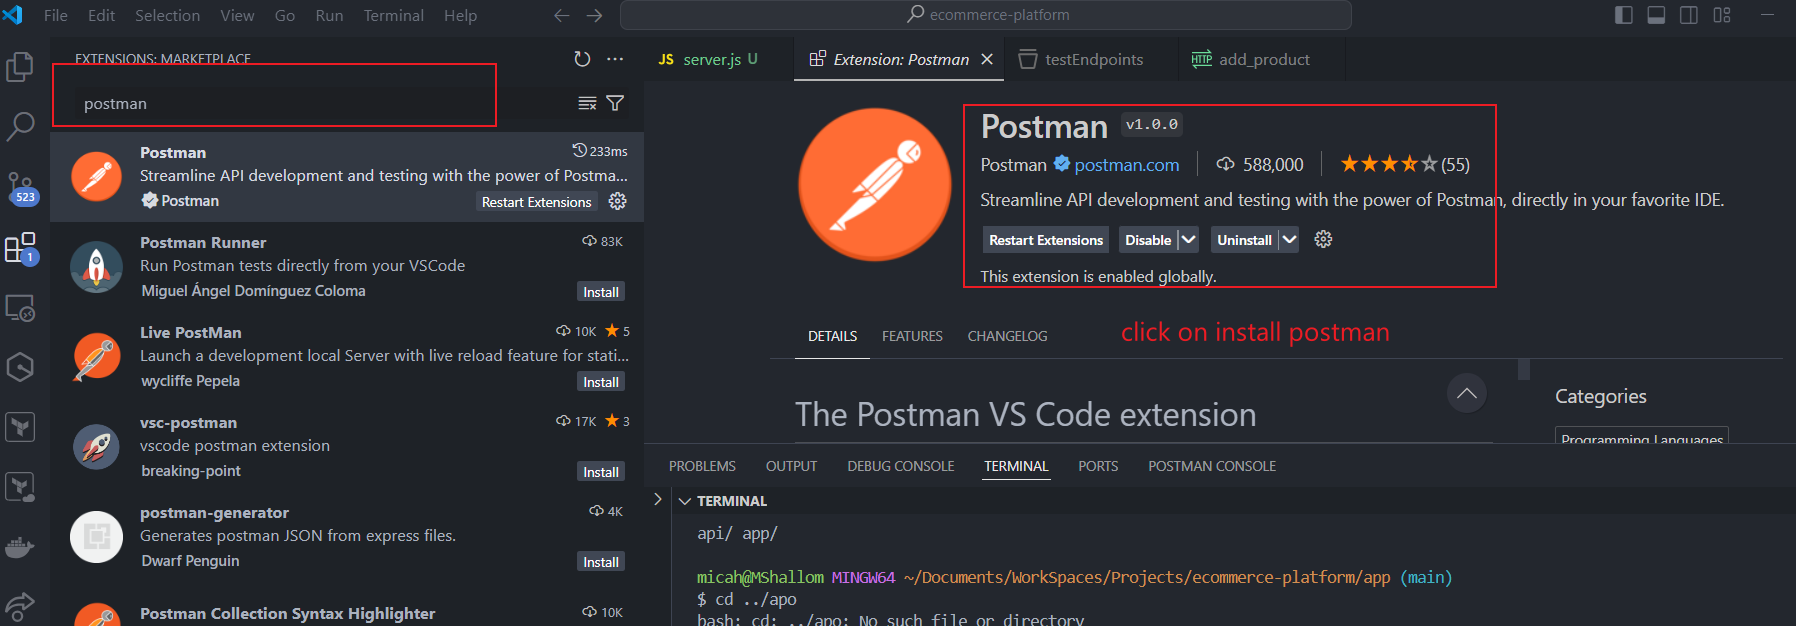 File Edit Selection View Go Run Terminal Help
ecommerce-platform
EXTENSIONS: MARKETPLACE
postman
Postman
233ms
Streamline API development and testing with the power of Postma...
Postman
Restart Extensions
Postman Runner
83K
Run Postman tests directly from your VSCode
Miguel Ángel Domínguez Coloma
Install
Live PostMan
10K 5
Launch a development local Server with live reload feature for stati...
wycliffe Pepela
Install
vsc-postman
17K 3
vscode postman extension
breaking-point
Install
postman-generator
4K
Generates postman JSON from express files.
Dwarf Penguin
Install
Postman Collection Syntax Highlighter
10K
523
1
JS server.js U
Extension: Postman
testEndpoints
HTTP add_product
Postman v1.0.0
Postman postman.com 588,000 (55)
Streamline API development and testing with the power of Postman, directly in your favorite IDE.
Restart Extensions Disable Uninstall
This extension is enabled globally.
click on install postman
DETAILS FEATURES CHANGELOG
The Postman VS Code extension
Categories
Programming Languages
PROBLEMS OUTPUT DEBUG CONSOLE TERMINAL PORTS POSTMAN CONSOLE
TERMINAL
api/ app/
micah@MShallom MINGW64 ~/Documents/WorkSpaces/Projects/ecommerce-platform/app (main)
$ cd ../apo
bash: cd: ../apo: No such file or directory